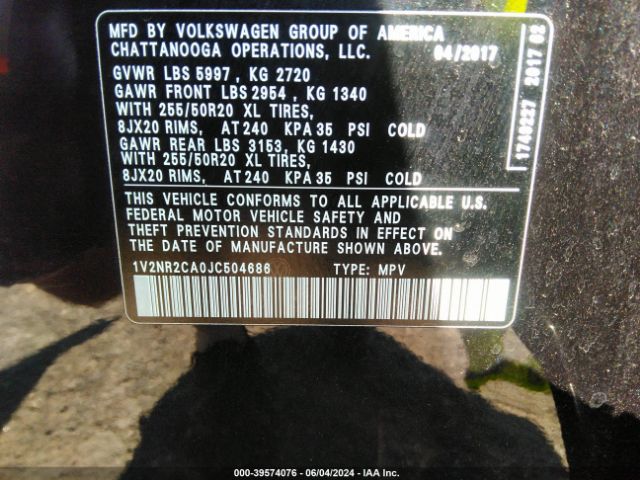 MFD BY VOLKSWAGEN GROUP OF AMERICA
CHATTANOOGA OPERATIONS, LLC. 04/2017
GVWR LBS 5997, KG 2720
GAWR FRONT LBS 2954, KG 1340
WITH 255/50R20 XL TIRES,
8JX20 RIMS, AT 240 KPA 35 PSI COLD
GAWR REAR LBS 3153, KG 1430
WITH 255/50R20 XL TIRES,
8JX20 RIMS, AT 240 KPA 35 PSI COLD
THIS VEHICLE CONFORMS TO ALL APPLICABLE U.S.
FEDERAL MOTOR VEHICLE SAFETY AND
THEFT PREVENTION STANDARDS IN EFFECT ON
THE DATE OF MANUFACTURE SHOWN ABOVE.
1V2NR2CA0JC504686 TYPE: MPV
1740227 2017 02
000-39574076 - 06/04/2024 - IAA Inc.